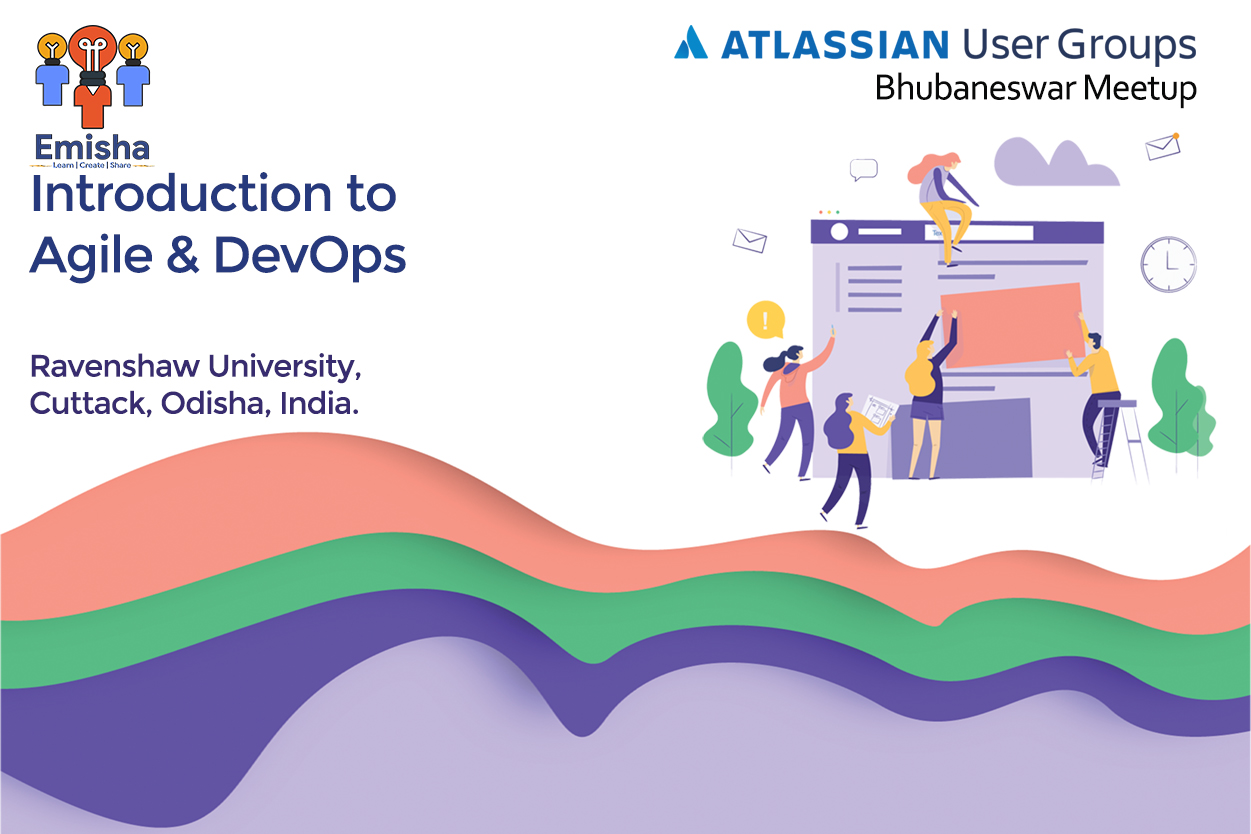 Emisha
Learn | Create | Share
Introduction to
Agile & DevOps
Ravenshaw University,
Cuttack, Odisha, India.
ATLASSIAN User Groups
Bhubaneswar Meetup
!